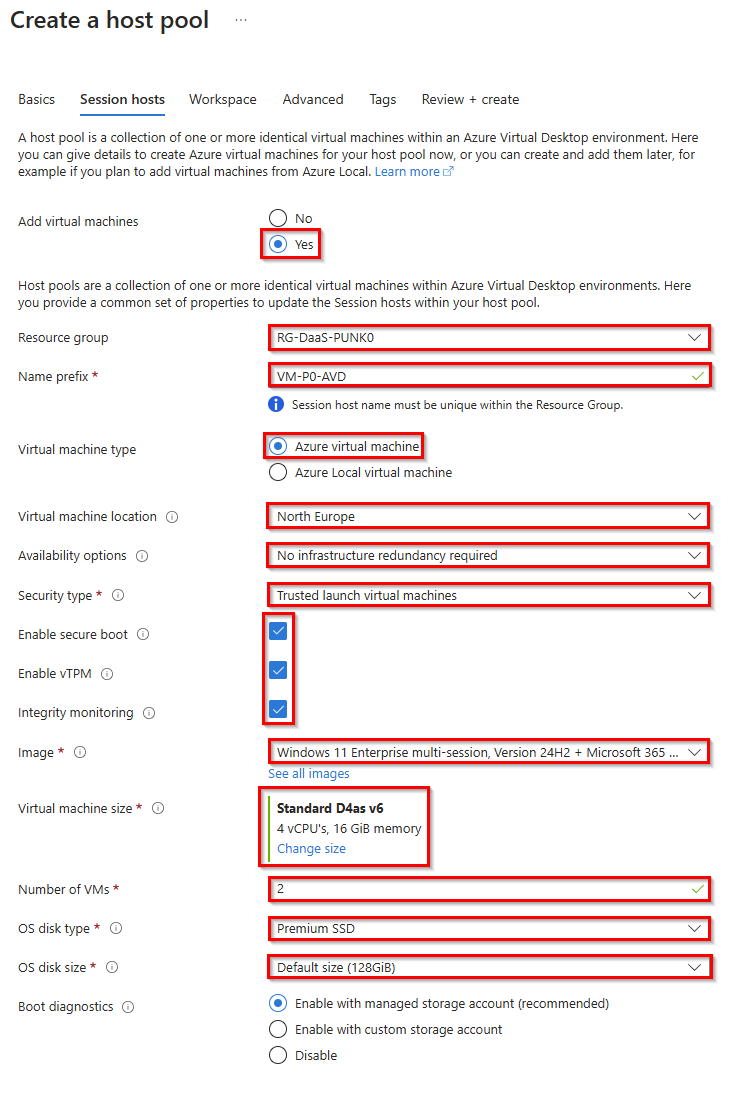 Create a host pool ...
Basics Session hosts Workspace Advanced Tags Review + create
A host pool is a collection of one or more identical virtual machines within an Azure Virtual Desktop environment. Here
you can give details to create Azure virtual machines for your host pool now, or you can create and add them later, for
example if you plan to add virtual machines from Azure Local. Learn more
Add virtual machines
No
Yes
Host pools are a collection of one or more identical virtual machines within Azure Virtual Desktop environments. Here
you provide a common set of properties to update the Session hosts within your host pool.
Resource group RG-DaaS-PUNK0
Name prefix * VM-P0-AVD
Session host name must be unique within the Resource Group.
Virtual machine type
Azure virtual machine
Azure Local virtual machine
Virtual machine location North Europe
Availability options No infrastructure redundancy required
Security type * Trusted launch virtual machines
Enable secure boot
Enable vTPM
Integrity monitoring
Image * Windows 11 Enterprise multi-session, Version 24H2 + Microsoft 365 ...
See all images
Virtual machine size * Standard D4as v6
4 vCPU's, 16 GiB memory
Change size
Number of VMs * 2
OS disk type * Premium SSD
OS disk size * Default size (128GiB)
Boot diagnostics Enable with managed storage account (recommended)
Enable with custom storage account
Disable